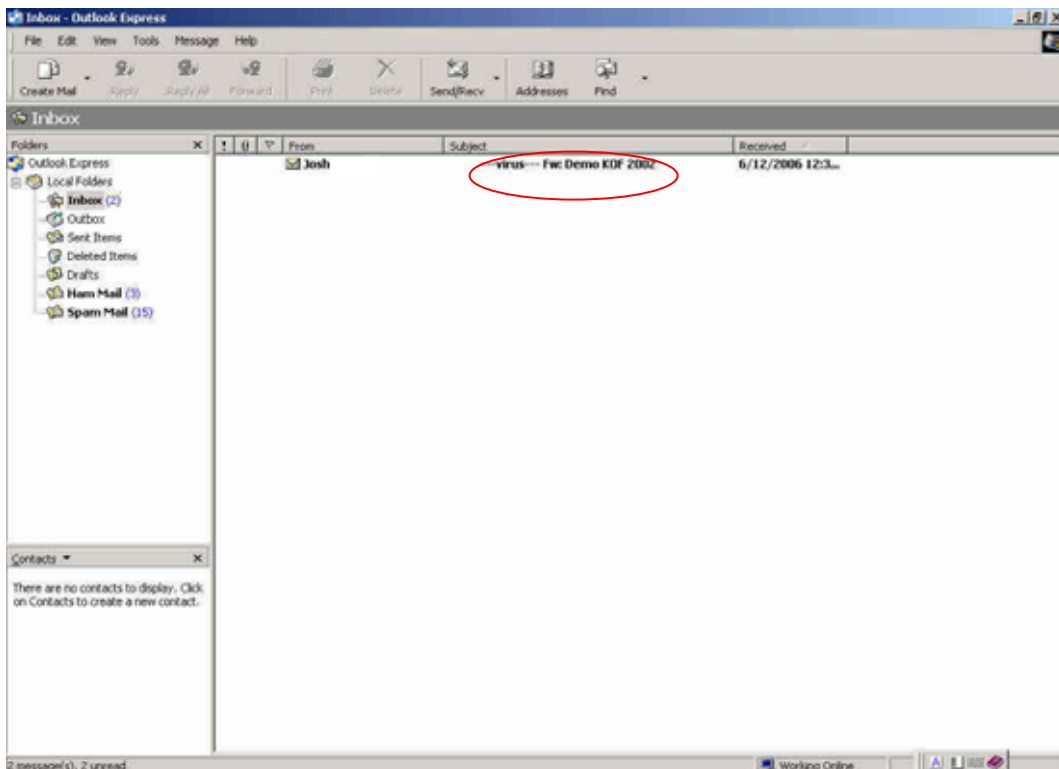 Inbox - Outlook Express
File Edit View Tools Message Help
Create Mail Reply Reply All Forward Print Delete Send/Recv Addresses Find
Inbox
Folders
! From Subject Received
Outlook Express
Josh ---virus--- Fw: Demo KOF 2002 6/12/2006 12:3...
Local Folders
Inbox (2)
Outbox
Sent Items
Deleted Items
Drafts
Ham Mail (3)
Spam Mail (15)
Contacts
There are no contacts to display. Click
on Contacts to create a new contact.
2 message(s), 2 unread
Working Online
A